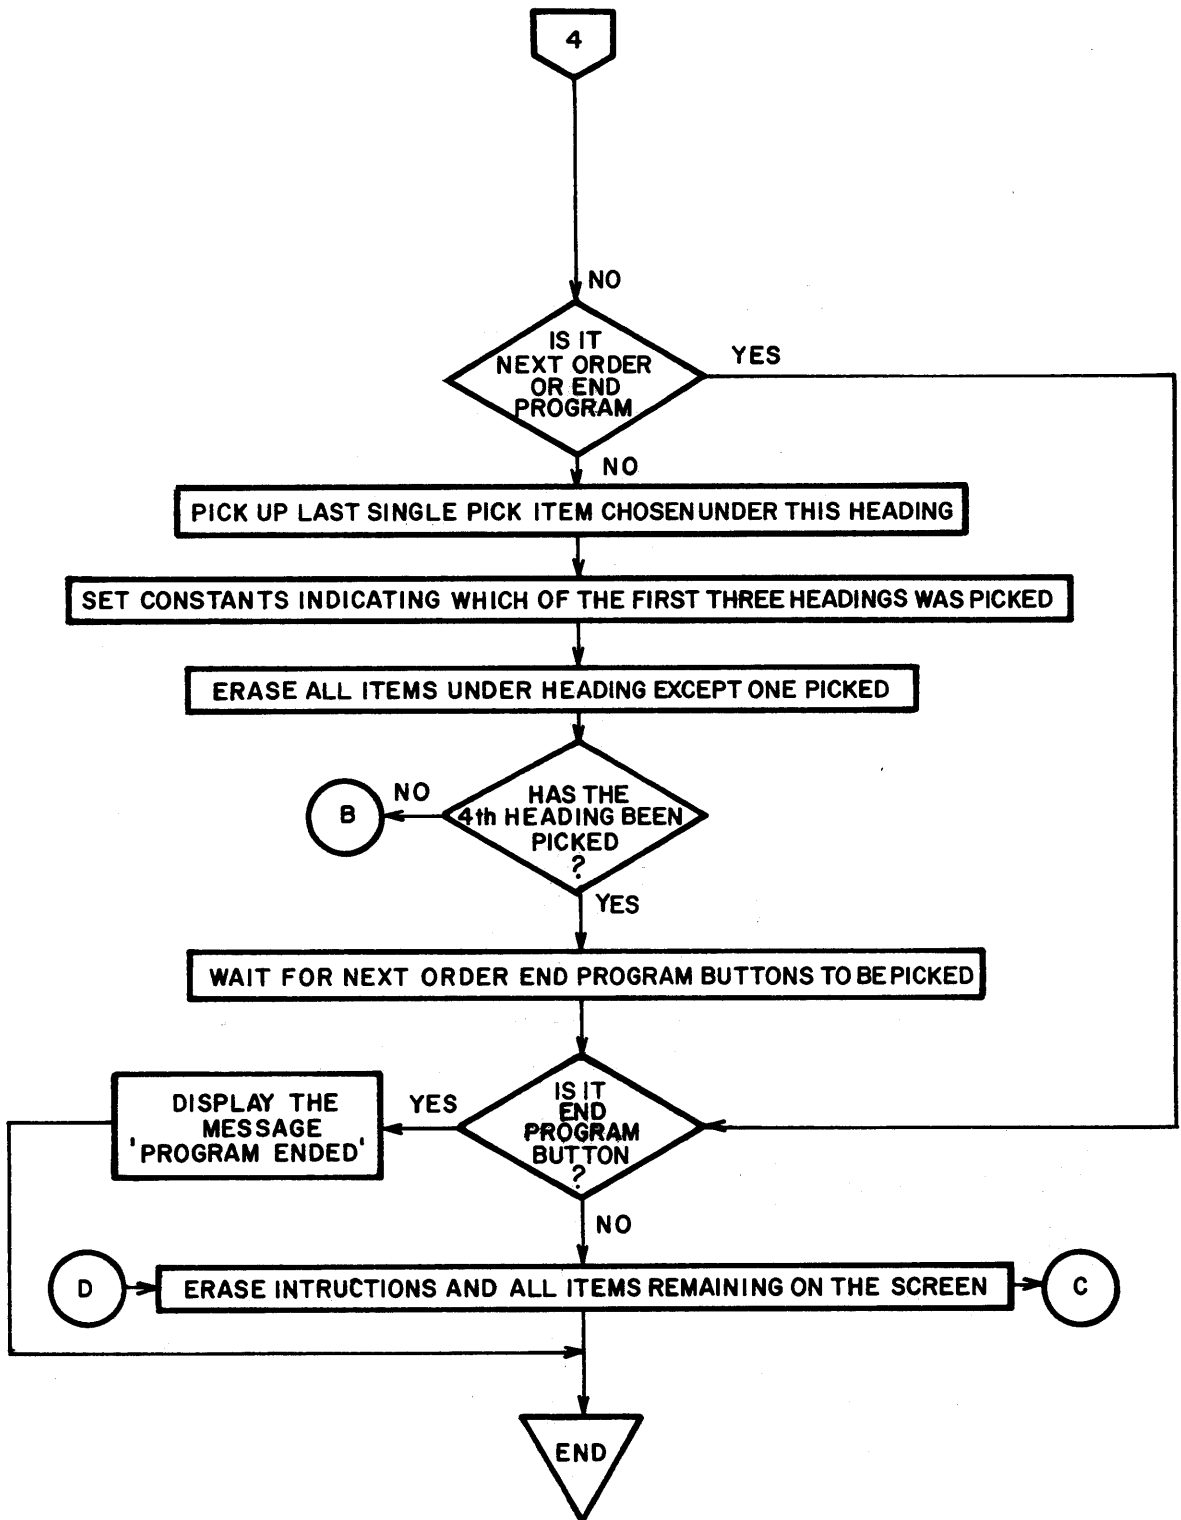 4
NO
IS IT
NEXT ORDER
OR END
PROGRAM
YES
NO
PICK UP LAST SINGLE PICK ITEM CHOSEN UNDER THIS HEADING
SET CONSTANTS INDICATING WHICH OF THE FIRST THREE HEADINGS WAS PICKED
ERASE ALL ITEMS UNDER HEADING EXCEPT ONE PICKED
B
NO
HAS THE
4th HEADING BEEN
PICKED
?
YES
WAIT FOR NEXT ORDER END PROGRAM BUTTONS TO BE PICKED
DISPLAY THE
MESSAGE
'PROGRAM ENDED'
YES
IS IT
END
PROGRAM
BUTTON
?
NO
D
ERASE INTRUCTIONS AND ALL ITEMS REMAINING ON THE SCREEN
C
END